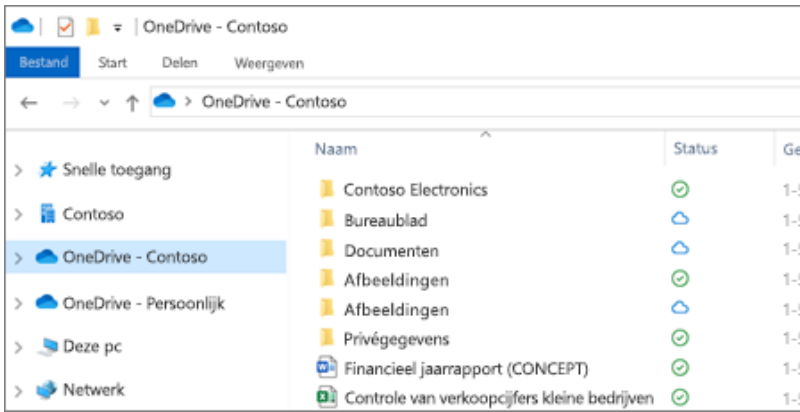 OneDrive - Contoso
Bestand Start Delen Weergeven
OneDrive - Contoso
Naam Status
Snelle toegang
Contoso
OneDrive - Contoso
OneDrive - Persoonlijk
Deze pc
Netwerk
Contoso Electronics
Bureaublad
Documenten
Afbeeldingen
Afbeeldingen
Privégegevens
Financieel jaarrapport (CONCEPT)
Controle van verkoopcijfers kleine bedrijven